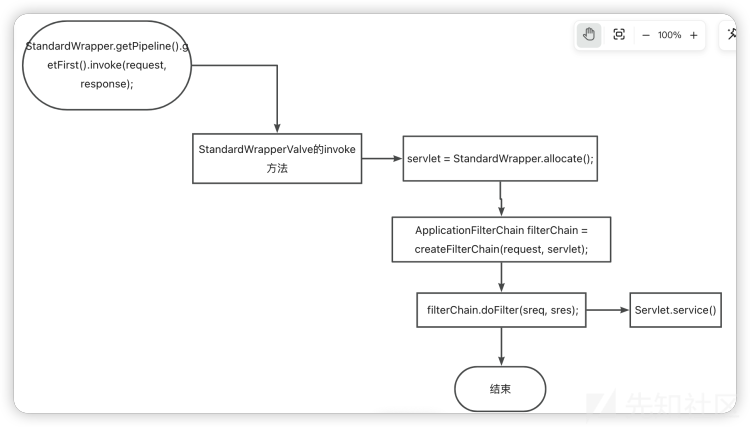 100%
StandardWrapper.getPipeline().g
etFirst().invoke(request,
response);
StandardWrapperValve的invoke
方法
servlet = StandardWrapper.allocate();
ApplicationFilterChain filterChain =
createFilterChain(request, servlet);
filterChain.doFilter(sreq, sres);
Servlet.service()
结束
先知社区